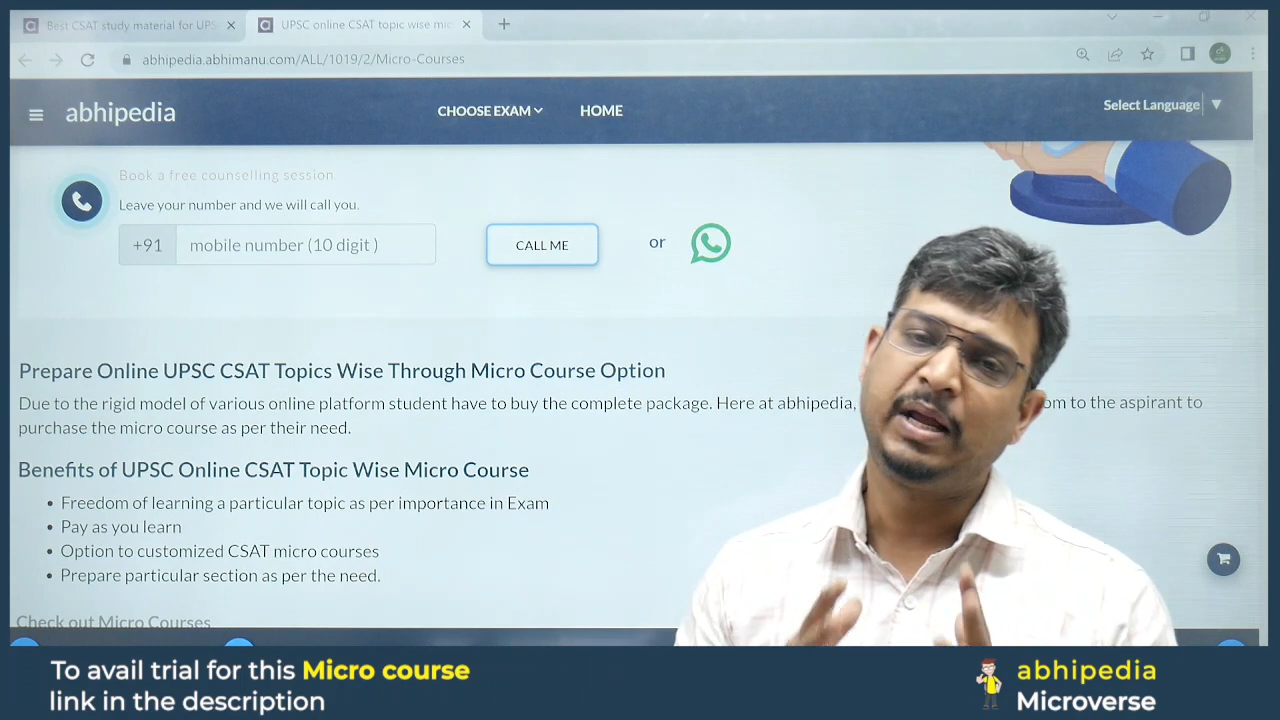 Best CSAT study material for UPS
UPSC online CSAT topic wise mic
abhipedia.abhimanu.com/ALL/1019/2/Micro-Courses
abhipedia
CHOOSE EXAM
HOME
Select Language
Book a free counselling session
Leave your number and we will call you.
+91
mobile number (10 digit )
CALL ME
or
Prepare Online UPSC CSAT Topics Wise Through Micro Course Option
Due to the rigid model of various online platform student have to buy the complete package. Here at abhipedia, om to the aspirant to
purchase the micro course as per their need.
Benefits of UPSC Online CSAT Topic Wise Micro Course
• Freedom of learning a particular topic as per importance in Exam
• Pay as you learn
• Option to customized CSAT micro courses
• Prepare particular section as per the need.
Check out Micro Courses
To avail trial for this Micro course
link in the description
abhipedia
Microverse